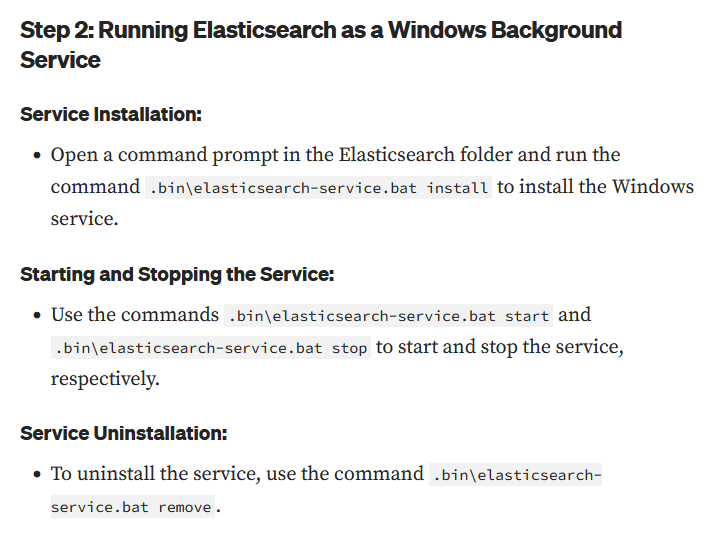 Step 2: Running Elasticsearch as a Windows Background
Service
Service Installation:
• Open a command prompt in the Elasticsearch folder and run the
command .bin\elasticsearch-service.bat install to install the Windows
service.
Starting and Stopping the Service:
• Use the commands .bin\elasticsearch-service.bat start and
.bin\elasticsearch-service.bat stop to start and stop the service,
respectively.
Service Uninstallation:
• To uninstall the service, use the command .bin\elasticsearch-
service.bat remove.